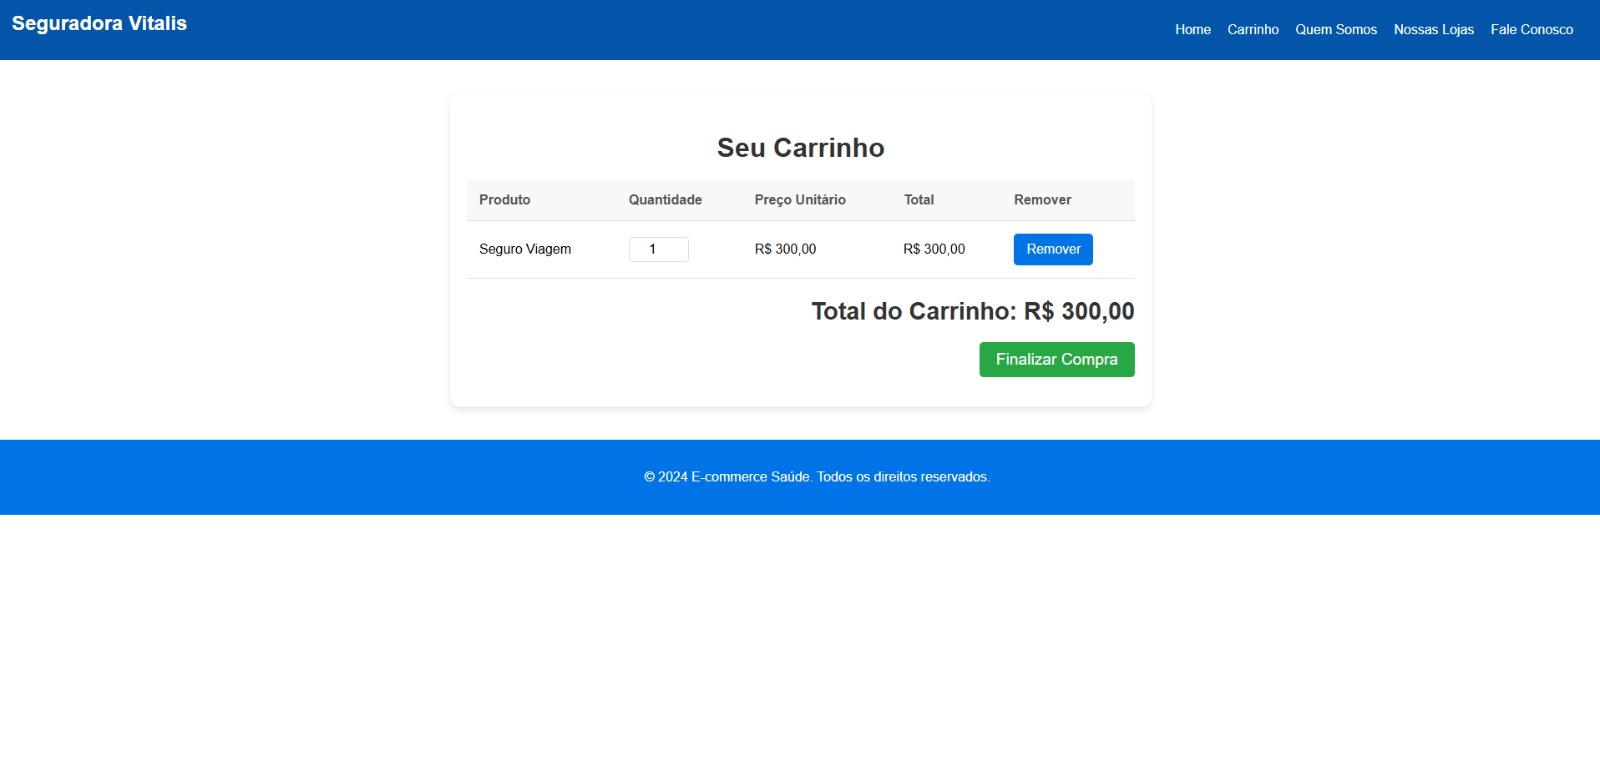 Seguradora Vitalis
Home Carrinho Quem Somos Nossas Lojas Fale Conosco
Seu Carrinho
Produto Quantidade Preço Unitário Total Remover
Seguro Viagem 1 R$ 300,00 R$ 300,00 Remover
Total do Carrinho: R$ 300,00
Finalizar Compra
© 2024 E-commerce Saúde. Todos os direitos reservados.